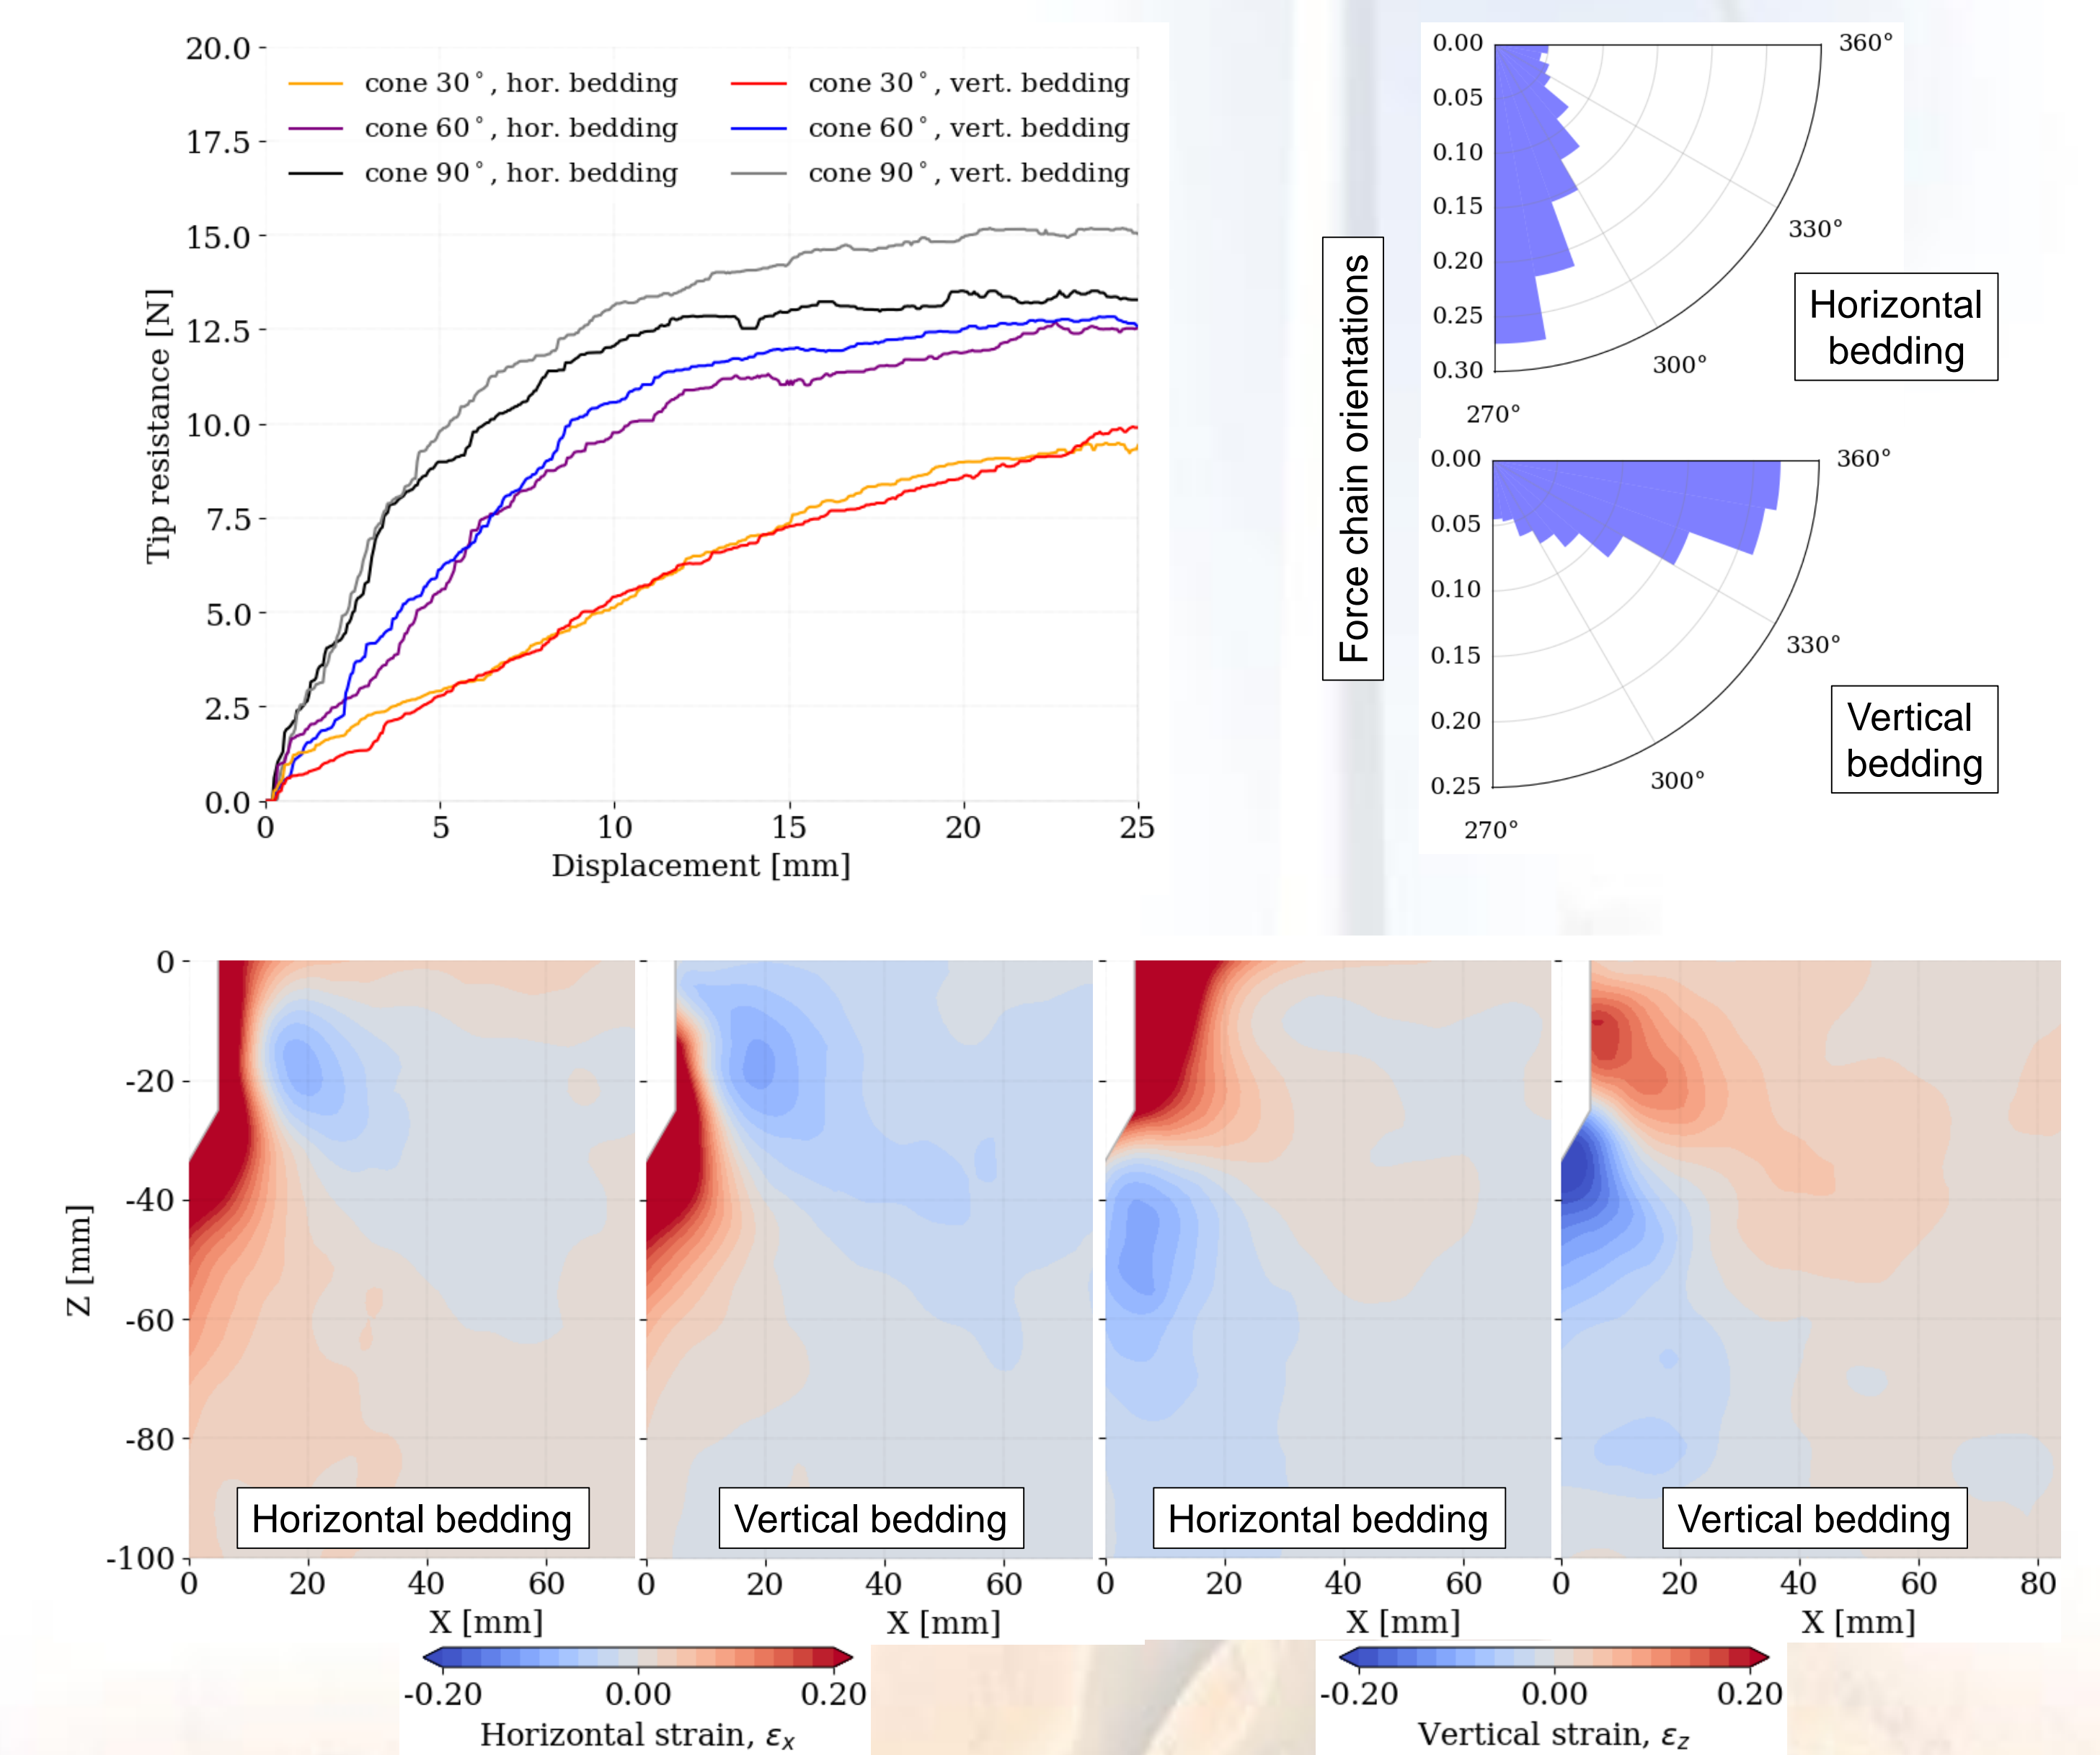 20.0
17.5
15.0
12.5
10.0
7.5
5.0
2.5
0.0
Tip resistance [N]
cone 30°, hor. bedding
cone 60°, hor. bedding
cone 90°, hor. bedding
cone 30°, vert. bedding
cone 60°, vert. bedding
cone 90°, vert. bedding
0 5 10 15 20 25
Displacement [mm]
Force chain orientations
0.00
0.05
0.10
0.15
0.20
0.25
0.30
360°
330°
300°
270°
Horizontal
bedding
0.00
0.05
0.10
0.15
0.20
0.25
360°
330°
300°
270°
Vertical
bedding
Z [mm]
0
-20
-40
-60
-80
-100
Horizontal bedding
Vertical bedding
Horizontal bedding
Vertical bedding
0 20 40 60
0 20 40 60
0 20 40 60
0 20 40 60 80
X [mm]
X [mm]
X [mm]
X [mm]
-0.20 0.00 0.20
Horizontal strain, εx
-0.20 0.00 0.20
Vertical strain, εz